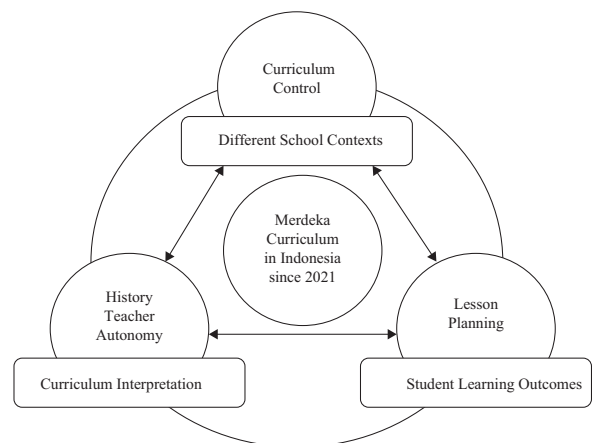 Curriculum
Control
Different School Contexts
Merdeka
Curriculum
in Indonesia
since 2021
History
Teacher
Autonomy
Curriculum Interpretation
Lesson
Planning
Student Learning Outcomes